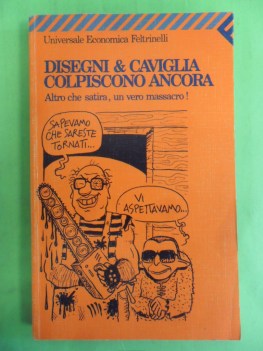 Universale Economica Feltrinelli
DISEGNI & CAVIGLIA
COLPISCONO ANCORA
Altro che satira, un vero massacro!
SAPEVAMO
CHE SARESTE
TORNATI...
VI
ASPETTAVAMO...